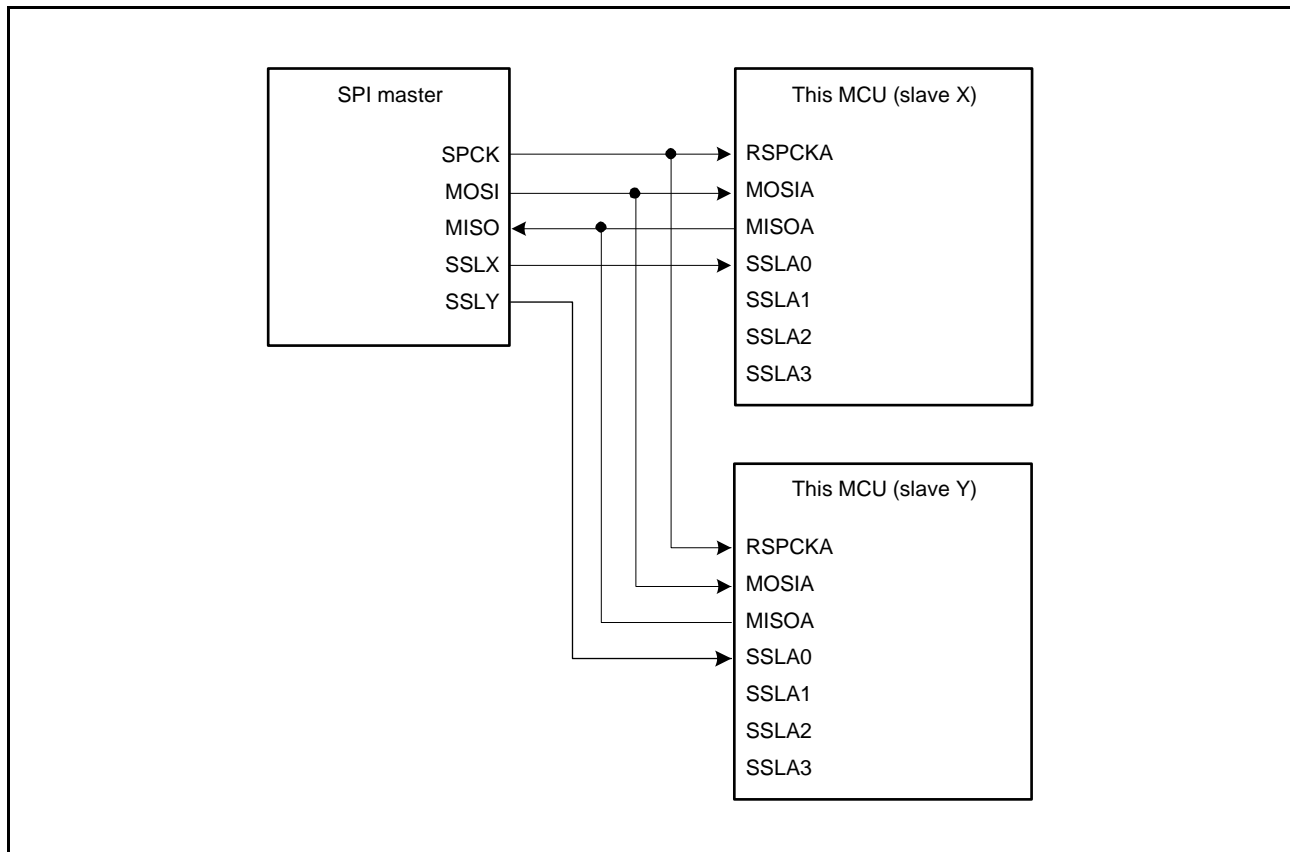 SPI master
SPCK
MOSI
MISO
SSLX
SSLY
This MCU (slave X)
RSPCKA
MOSIA
MISOA
SSLA0
SSLA1
SSLA2
SSLA3
This MCU (slave Y)
RSPCKA
MOSIA
MISOA
SSLA0
SSLA1
SSLA2
SSLA3